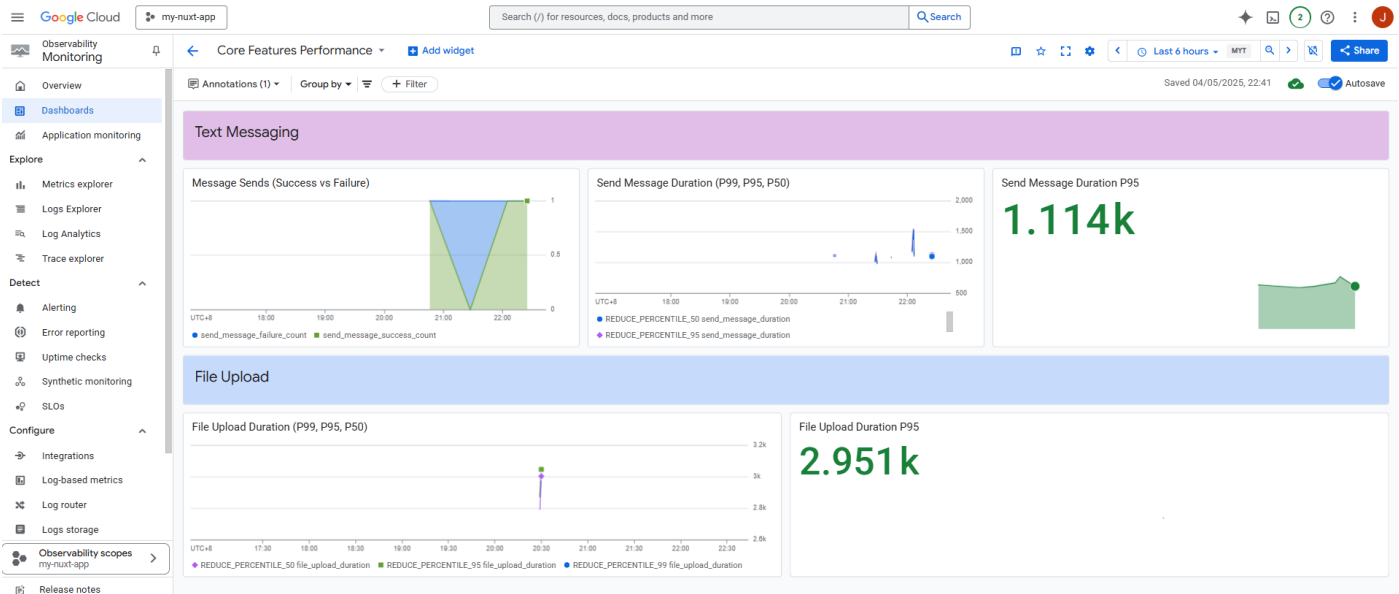 Google Cloud
my-nuxt-app
Search (/) for resources, docs, products and more
Search
2
J
Observability
Monitoring
Core Features Performance
Add widget
Last 6 hours
MYT
Share
Overview
Dashboards
Application monitoring
Explore
Metrics explorer
Logs Explorer
Log Analytics
Trace explorer
Detect
Alerting
Error reporting
Uptime checks
Synthetic monitoring
SLOs
Configure
Integrations
Log-based metrics
Log router
Logs storage
Observability scopes
my-nuxt-app
Release notes
Annotations (1)
Group by
Filter
Saved 04/05/2025, 22:41
Autosave
Text Messaging
Message Sends (Success vs Failure)
1
0.5
0
UTC+8 18:00 19:00 20:00 21:00 22:00
send_message_failure_count send_message_success_count
Send Message Duration (P99, P95, P50)
2,000
1,500
1,000
500
UTC+8 18:00 19:00 20:00 21:00 22:00
REDUCE_PERCENTILE_50 send_message_duration
REDUCE_PERCENTILE_95 send_message_duration
Send Message Duration P95
1.114k
File Upload
File Upload Duration (P99, P95, P50)
3.2k
3k
2.8k
2.6k
UTC+8 17:30 18:00 18:30 19:00 19:30 20:00 20:30 21:00 21:30 22:00 22:30
REDUCE_PERCENTILE_50 file_upload_duration REDUCE_PERCENTILE_95 file_upload_duration REDUCE_PERCENTILE_99 file_upload_duration
File Upload Duration P95
2.951k